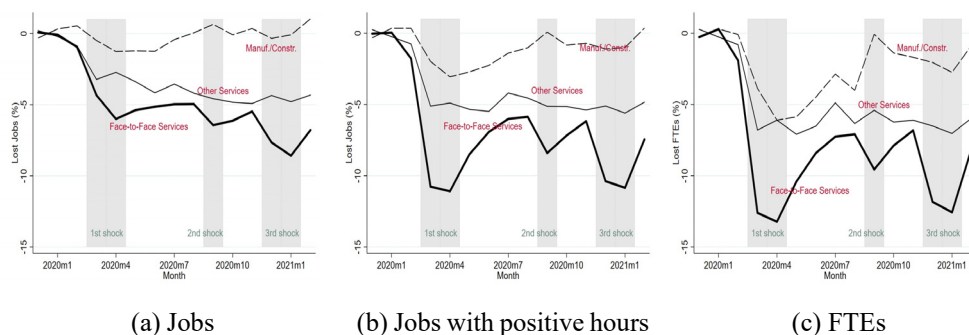 0
-5
-10
-15
Lost Jobs (%)
Manuf./Constr.
Other Services
Face-to-Face Services
1st shock
2nd shock
3rd shock
2020m1
2020m4
2020m7
2020m10
2021m1
Month
(a) Jobs
0
-5
-10
-15
Lost Jobs (%)
Manuf./Constr.
Other Services
Face-to-Face Services
1st shock
2nd shock
3rd shock
2020m1
2020m4
2020m7
2020m10
2021m1
Month
(b) Jobs with positive hours
0
-5
-10
-15
Lost FTEs (%)
Manuf./Constr.
Other Services
Face-to-Face Services
1st shock
2nd shock
3rd shock
2020m1
2020m4
2020m7
2020m10
2021m1
Month
(c) FTEs